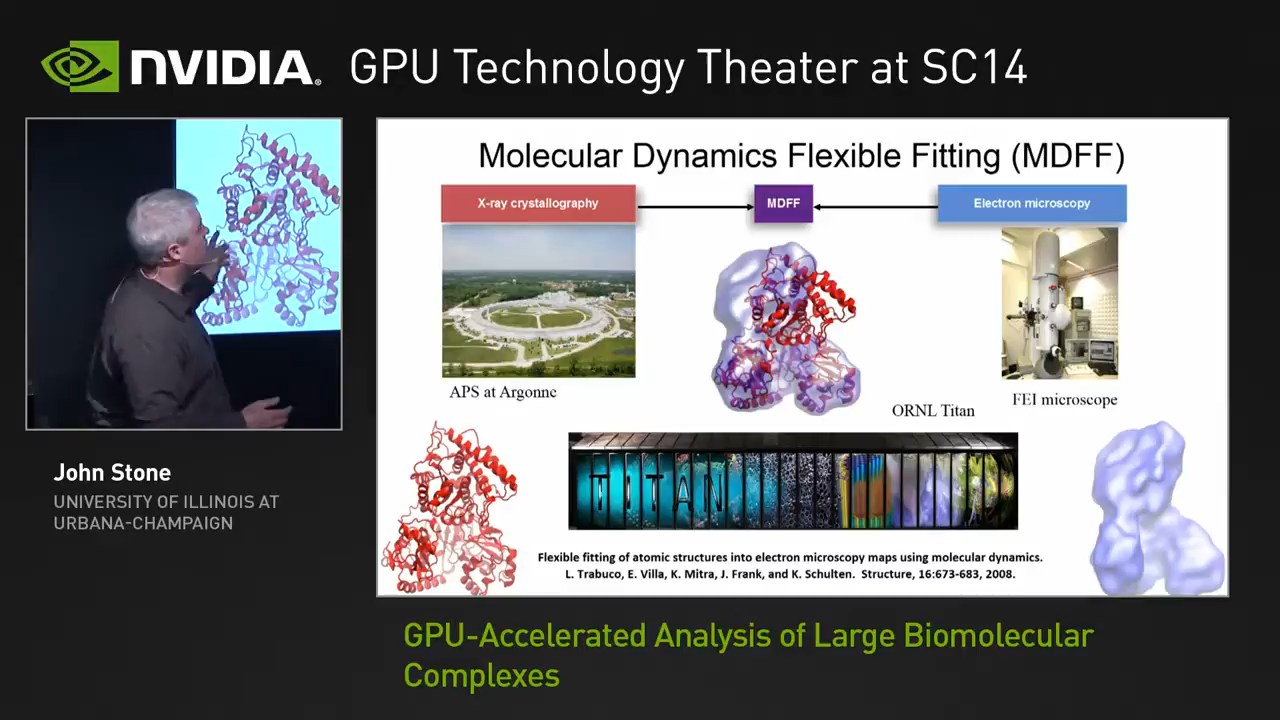 NVIDIA. GPU Technology Theater at SC14
Molecular Dynamics Flexible Fitting (MDFF)
X-ray crystallography
MDFF
Electron microscopy
APS at Argonne
ORNL Titan
FEI microscope
TITAN
Flexible fitting of atomic structures into electron microscopy maps using molecular dynamics.
L. Trabuco, E. Villa, K. Mitra, J. Frank, and K. Schulten. Structure, 16:673-683, 2008.
John Stone
UNIVERSITY OF ILLINOIS AT
URBANA-CHAMPAIGN
GPU-Accelerated Analysis of Large Biomolecular
Complexes